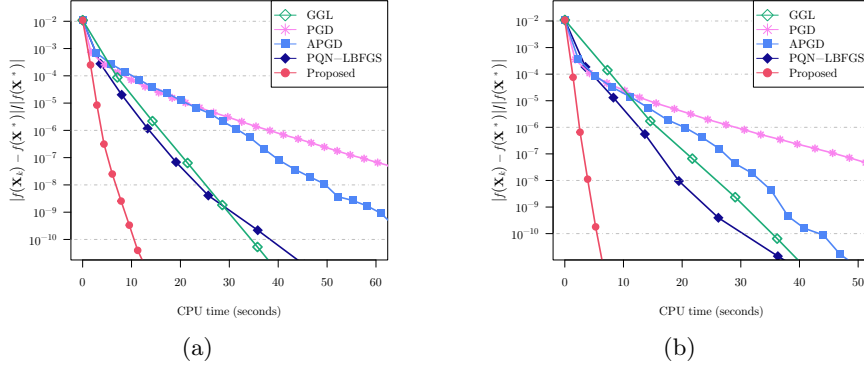 |f(X_k) − f(X*)|/|f(X*)|
10^−2
10^−3
10^−4
10^−5
10^−6
10^−7
10^−8
10^−9
10^−10
0 10 20 30 40 50 60
CPU time (seconds)
GGL
PGD
APGD
PQN−LBFGS
Proposed
(a)
|f(X_k) − f(X*)|/|f(X*)|
10^−2
10^−3
10^−4
10^−5
10^−6
10^−7
10^−8
10^−9
10^−10
0 10 20 30 40 50
CPU time (seconds)
GGL
PGD
APGD
PQN−LBFGS
Proposed
(b)